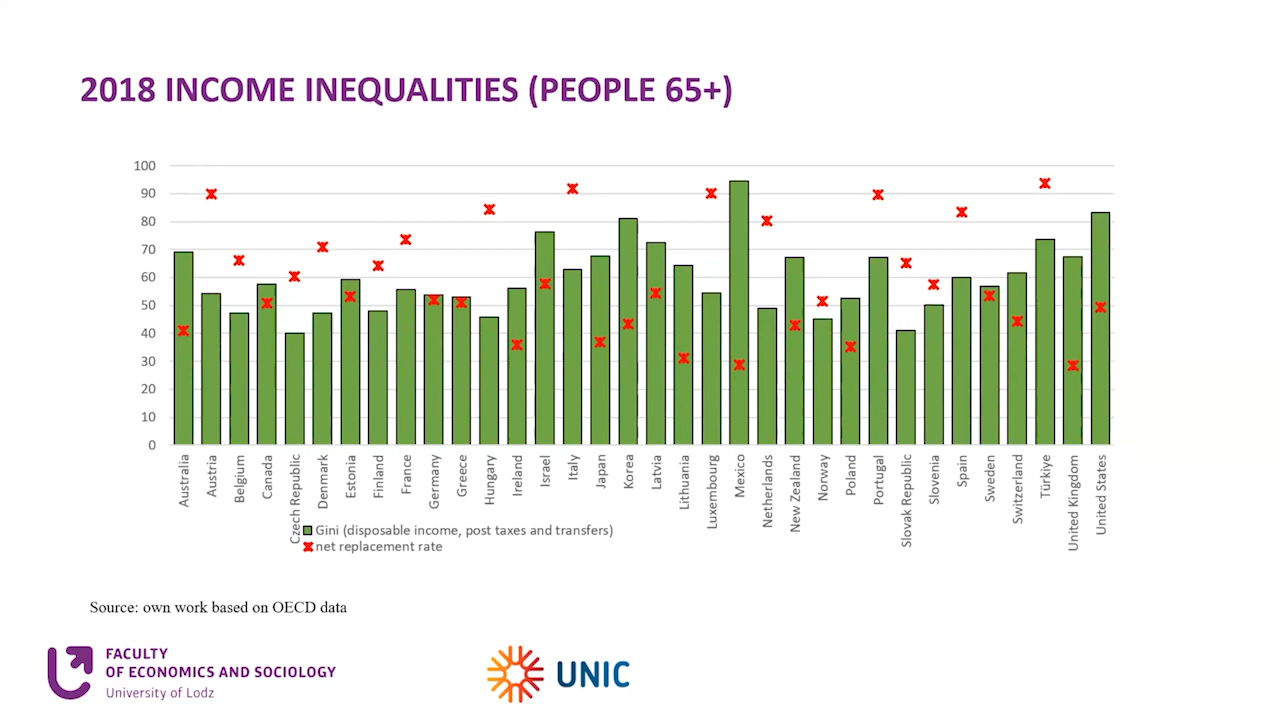 2018 INCOME INEQUALITIES (PEOPLE 65+)
100
90
80
70
60
50
40
30
20
10
0
Australia
Austria
Belgium
Canada
Czech Republic
Denmark
Estonia
Finland
France
Germany
Greece
Hungary
Ireland
Israel
Italy
Japan
Korea
Latvia
Lithuania
Luxembourg
Mexico
Netherlands
New Zealand
Norway
Poland
Portugal
Slovak Republic
Slovenia
Spain
Sweden
Switzerland
Türkiye
United Kingdom
United States
Gini (disposable income, post taxes and transfers)
net replacement rate
Source: own work based on OECD data
FACULTY
OF ECONOMICS AND SOCIOLOGY
University of Lodz
UNIC